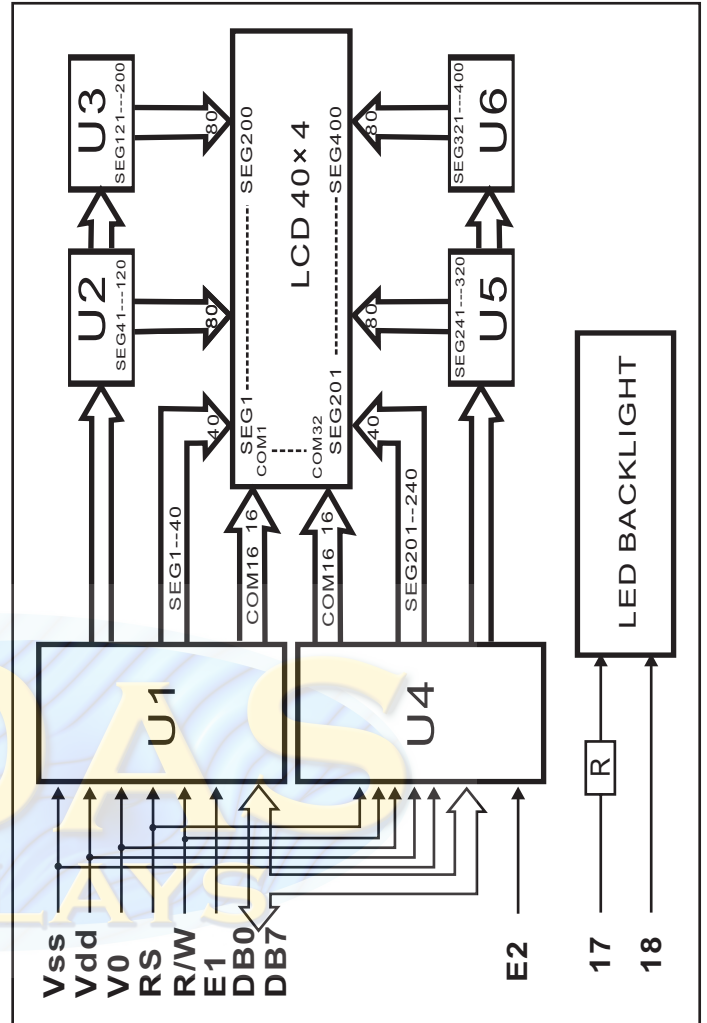 U3
SEG121---200
U2
SEG41---120
80
80
40
SEG1--40
SEG1 SEG200
COM1
LCD 40×4
COM32
SEG201 SEG400
COM16 16
COM16 16
SEG201--240
40
80
80
U6
SEG321---400
U5
SEG241---320
U1
U4
LED BACKLIGHT
R
Vss
Vdd
V0
RS
R/W
E1
DB0
DB7
E2
17
18
DAS
LAYS